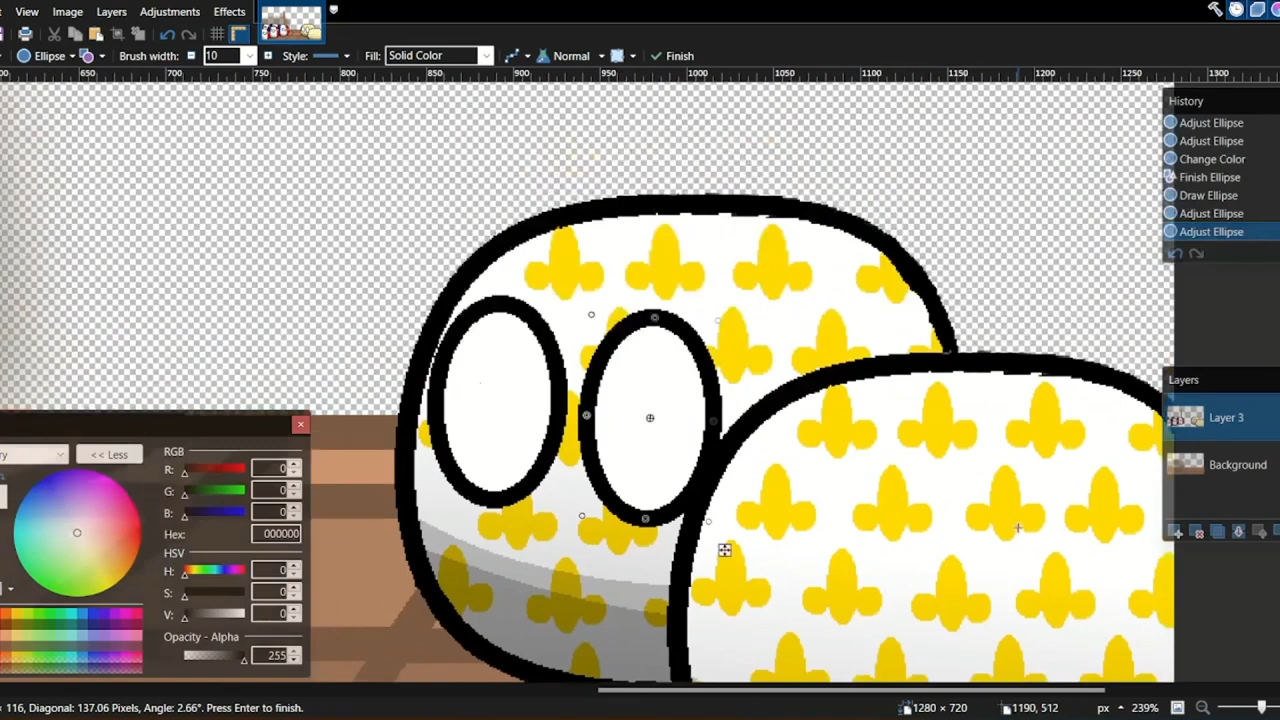 View Image Layers Adjustments Effects
Ellipse Brush width: 10 Style: Fill: Solid Color Normal Finish
650 700 750 800 850 900 950 1000 1050 1100 1150 1200 1250 1300
History
Adjust Ellipse
Adjust Ellipse
Change Color
Finish Ellipse
Draw Ellipse
Adjust Ellipse
Adjust Ellipse
Layers
Layer 3
Background
<< Less
RGB
R: 0
G: 0
B: 0
Hex: 000000
HSV
H: 0
S: 0
V: 0
Opacity - Alpha
255
× 116, Diagonal: 137.06 Pixels, Angle: 2.66°. Press Enter to finish. 1280 × 720 1190, 512 px 239%